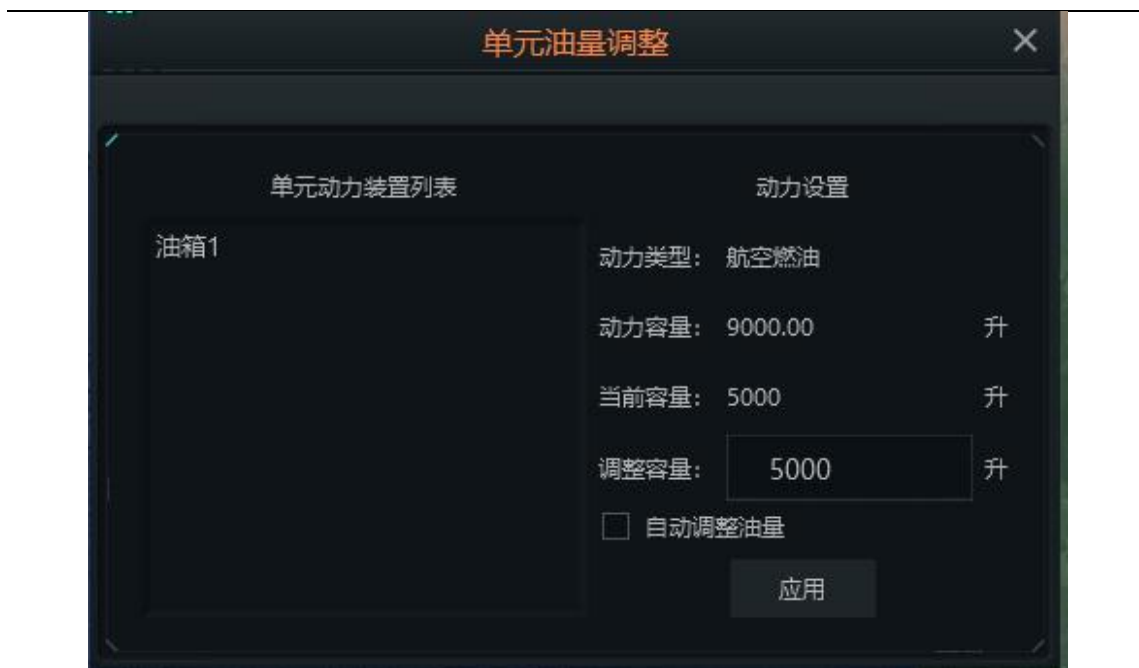 单元油量调整
单元动力装置列表
动力设置
油箱1
动力类型： 航空燃油
动力容量： 9000.00 升
当前容量： 5000 升
调整容量： 5000 升
自动调整油量
应用